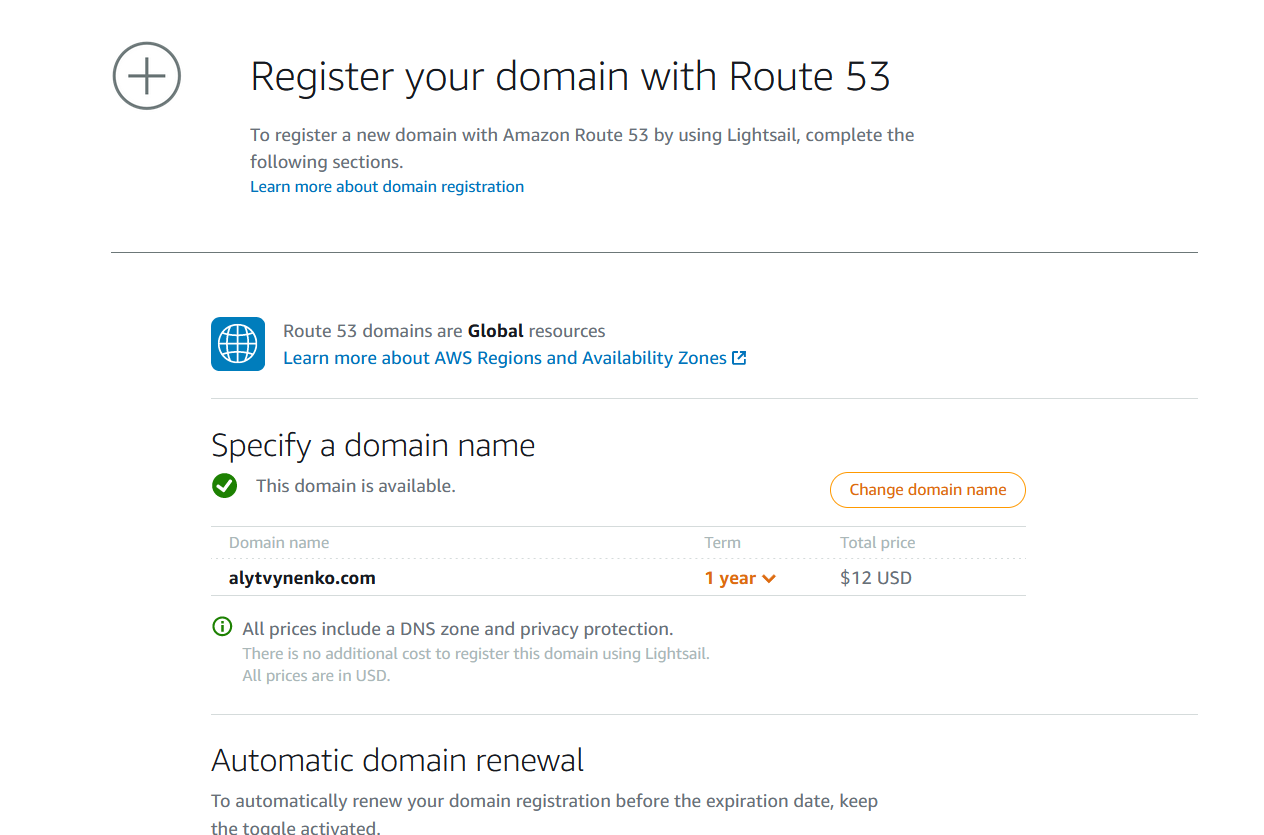 Register your domain with Route 53
To register a new domain with Amazon Route 53 by using Lightsail, complete the
following sections.
Learn more about domain registration
Route 53 domains are Global resources
Learn more about AWS Regions and Availability Zones
Specify a domain name
This domain is available.
Change domain name
Domain name Term Total price
alytvynenko.com 1 year $12 USD
All prices include a DNS zone and privacy protection.
There is no additional cost to register this domain using Lightsail.
All prices are in USD.
Automatic domain renewal
To automatically renew your domain registration before the expiration date, keep
the toggle activated.